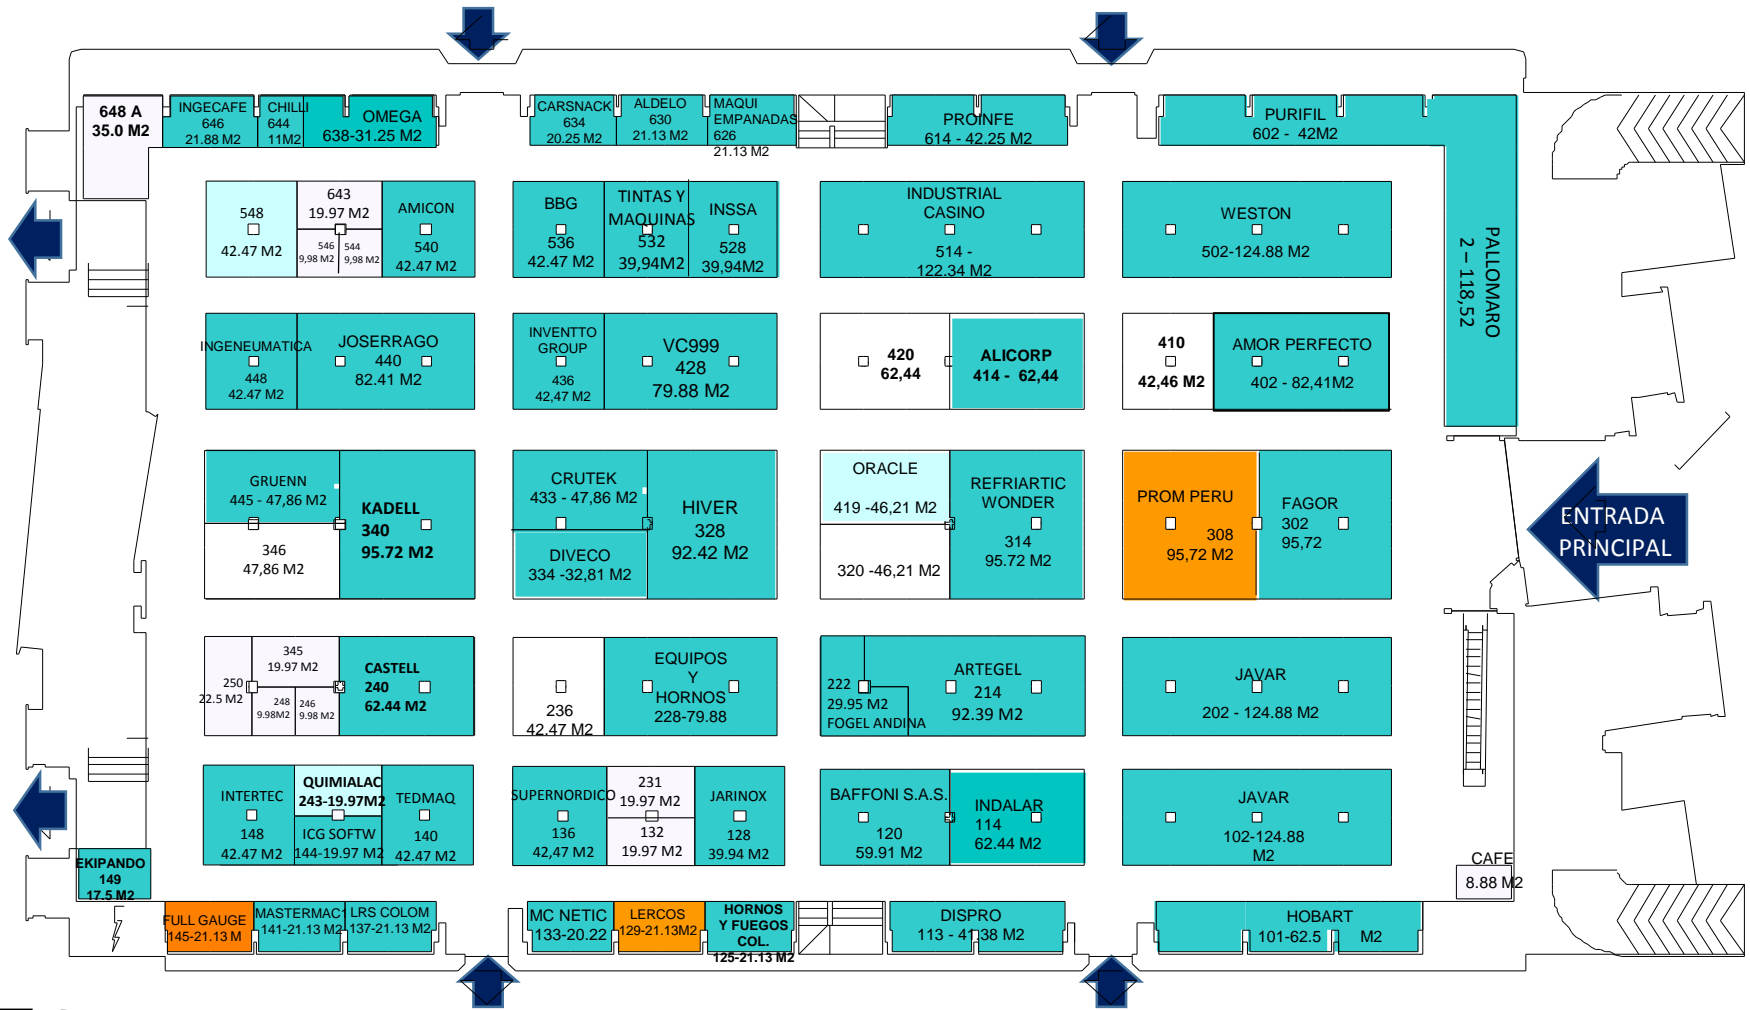 648 A
35.0 M2
INGECAFE
646
21.88 M2
CHILLI
644
11M2
OMEGA
638-31.25 M2
CARSNACK
634
20.25 M2
ALDELO
630
21.13 M2
MAQUI
EMPANADAS
626
21.13 M2
PROINFE
614 - 42.25 M2
PURIFIL
602 - 42M2
PALLOMARO
2 – 118,52
548
42.47 M2
643
19.97 M2
546
9,98 M2
544
9,98 M2
AMICON
540
42.47 M2
BBG
536
42.47 M2
TINTAS Y
MAQUINAS
532
39,94M2
INSSA
528
39,94M2
INDUSTRIAL
CASINO
514 -
122.34 M2
WESTON
502-124.88 M2
INGENEUMATICA
448
42.47 M2
JOSERRAGO
440
82.41 M2
INVENTTO
GROUP
436
42,47 M2
VC999
428
79.88 M2
420
62,44
ALICORP
414 - 62,44
410
42,46 M2
AMOR PERFECTO
402 - 82,41M2
GRUENN
445 - 47,86 M2
346
47,86 M2
KADELL
340
95.72 M2
CRUTEK
433 - 47,86 M2
DIVECO
334 -32,81 M2
HIVER
328
92.42 M2
ORACLE
419 -46,21 M2
320 -46,21 M2
REFRIARTIC
WONDER
314
95.72 M2
PROM PERU
308
95,72 M2
FAGOR
302
95,72
ENTRADA
PRINCIPAL
250
22.5 M2
345
19.97 M2
248
9.98M2
246
9.98 M2
CASTELL
240
62.44 M2
236
42.47 M2
EQUIPOS
Y
HORNOS
228-79.88
222
29.95 M2
FOGEL ANDINA
ARTEGEL
214
92.39 M2
JAVAR
202 - 124.88 M2
INTERTEC
148
42.47 M2
QUIMIALAC
243-19.97M2
ICG SOFTW
144-19.97 M2
TEDMAQ
140
42.47 M2
SUPERNORDICO
136
42,47 M2
231
19.97 M2
132
19.97 M2
JARINOX
128
39.94 M2
BAFFONI S.A.S.
120
59.91 M2
INDALAR
114
62.44 M2
JAVAR
102-124.88
M2
CAFE
8.88 M2
EKIPANDO
149
17.5 M2
FULL GAUGE
145-21.13 M
MASTERMAC1
141-21.13 M2
LRS COLOM
137-21.13 M2
MC NETIC
133-20.22
LERCOS
129-21.13M2
HORNOS
Y FUEGOS
COL.
125-21.13 M2
DISPRO
113 - 41.38 M2
HOBART
101-62.5 M2